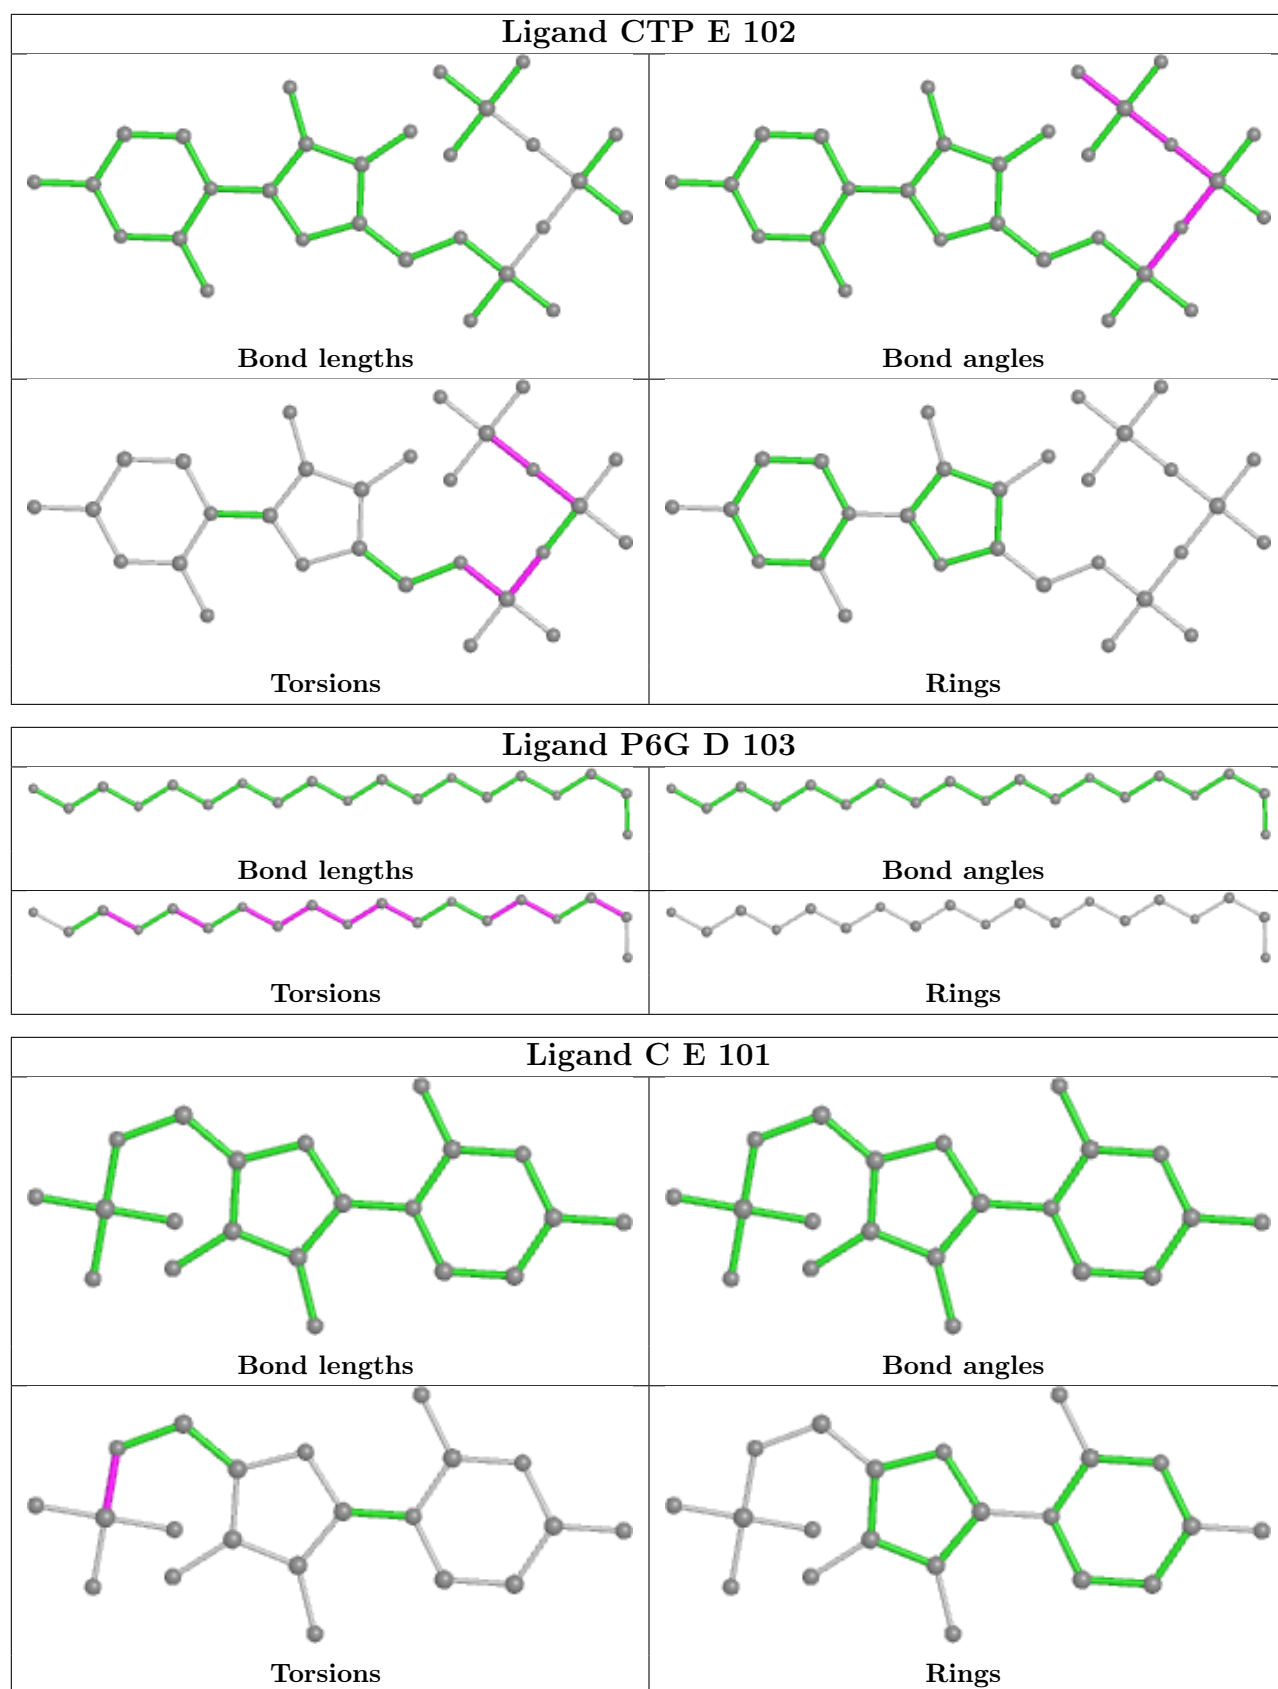 Ligand CTP E 102
Bond lengths
Bond angles
Torsions
Rings
Ligand P6G D 103
Bond lengths
Bond angles
Torsions
Rings
Ligand C E 101
Bond lengths
Bond angles
Torsions
Rings